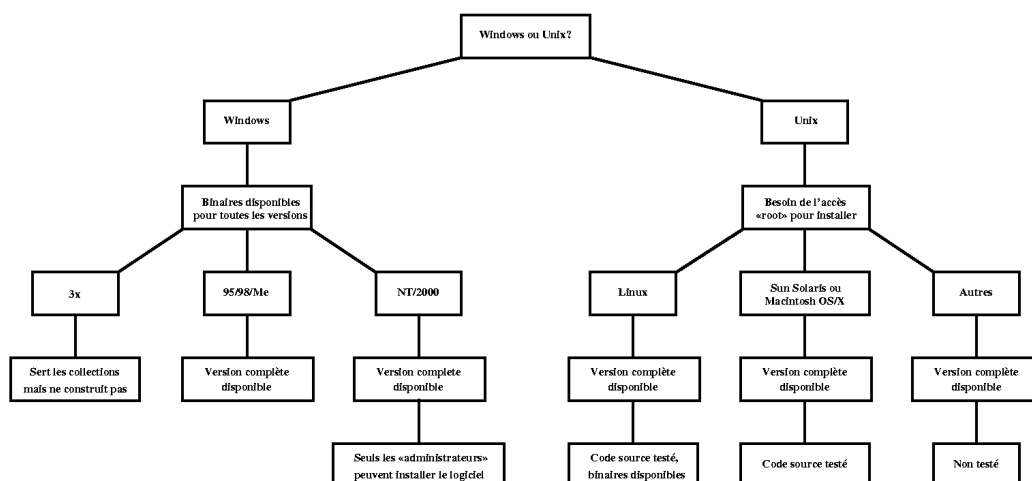 Windows ou Unix?
Windows
Unix
Binaires disponibles
pour toutes les versions
Besoin de l'accès
«root» pour installer
3x
95/98/Me
NT/2000
Linux
Sun Solaris ou
Macintosh OS/X
Autres
Sert les collections
mais ne construit pas
Version complète
disponible
Version complete
disponible
Version complète
disponible
Version complète
disponible
Version complète
disponible
Seuls les «administrateurs»
peuvent installer le logiciel
Code source testé,
binaires disponibles
Code source testé
Non testé